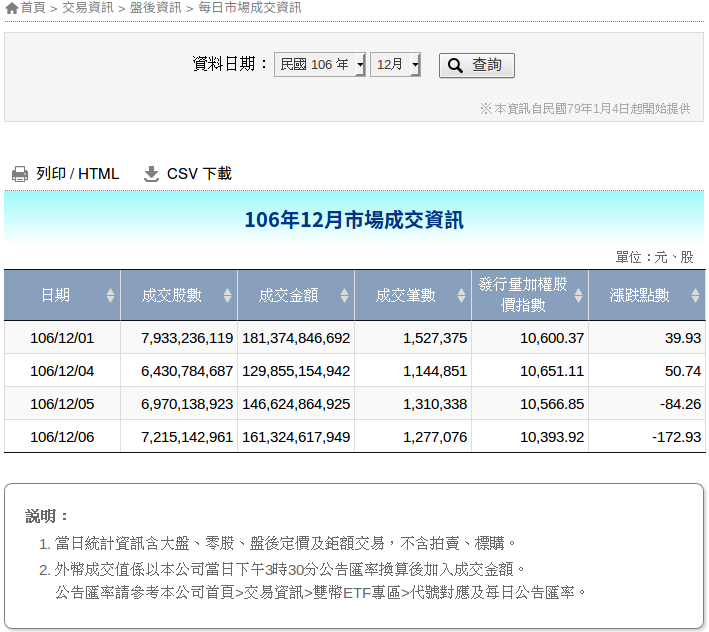 首頁 > 交易資訊 > 盤後資訊 > 每日市場成交資訊
資料日期： 民國 106 年 12月 查詢
※ 本資訊自民國79年1月4日起開始提供
列印 / HTML CSV 下載
106年12月市場成交資訊
單位：元、股
日期 成交股數 成交金額 成交筆數 發行量加權股價指數 漲跌點數
106/12/01 7,933,236,119 181,374,846,692 1,527,375 10,600.37 39.93
106/12/04 6,430,784,687 129,855,154,942 1,144,851 10,651.11 50.74
106/12/05 6,970,138,923 146,624,864,925 1,310,338 10,566.85 -84.26
106/12/06 7,215,142,961 161,324,617,949 1,277,076 10,393.92 -172.93
說明：
1. 當日統計資訊含大盤、零股、盤後定價及鉅額交易，不含拍賣、標購。
2. 外幣成交值係以本公司當日下午3時30分公告匯率換算後加入成交金額。
公告匯率請參考本公司首頁>交易資訊>雙幣ETF專區>代號對應及每日公告匯率。